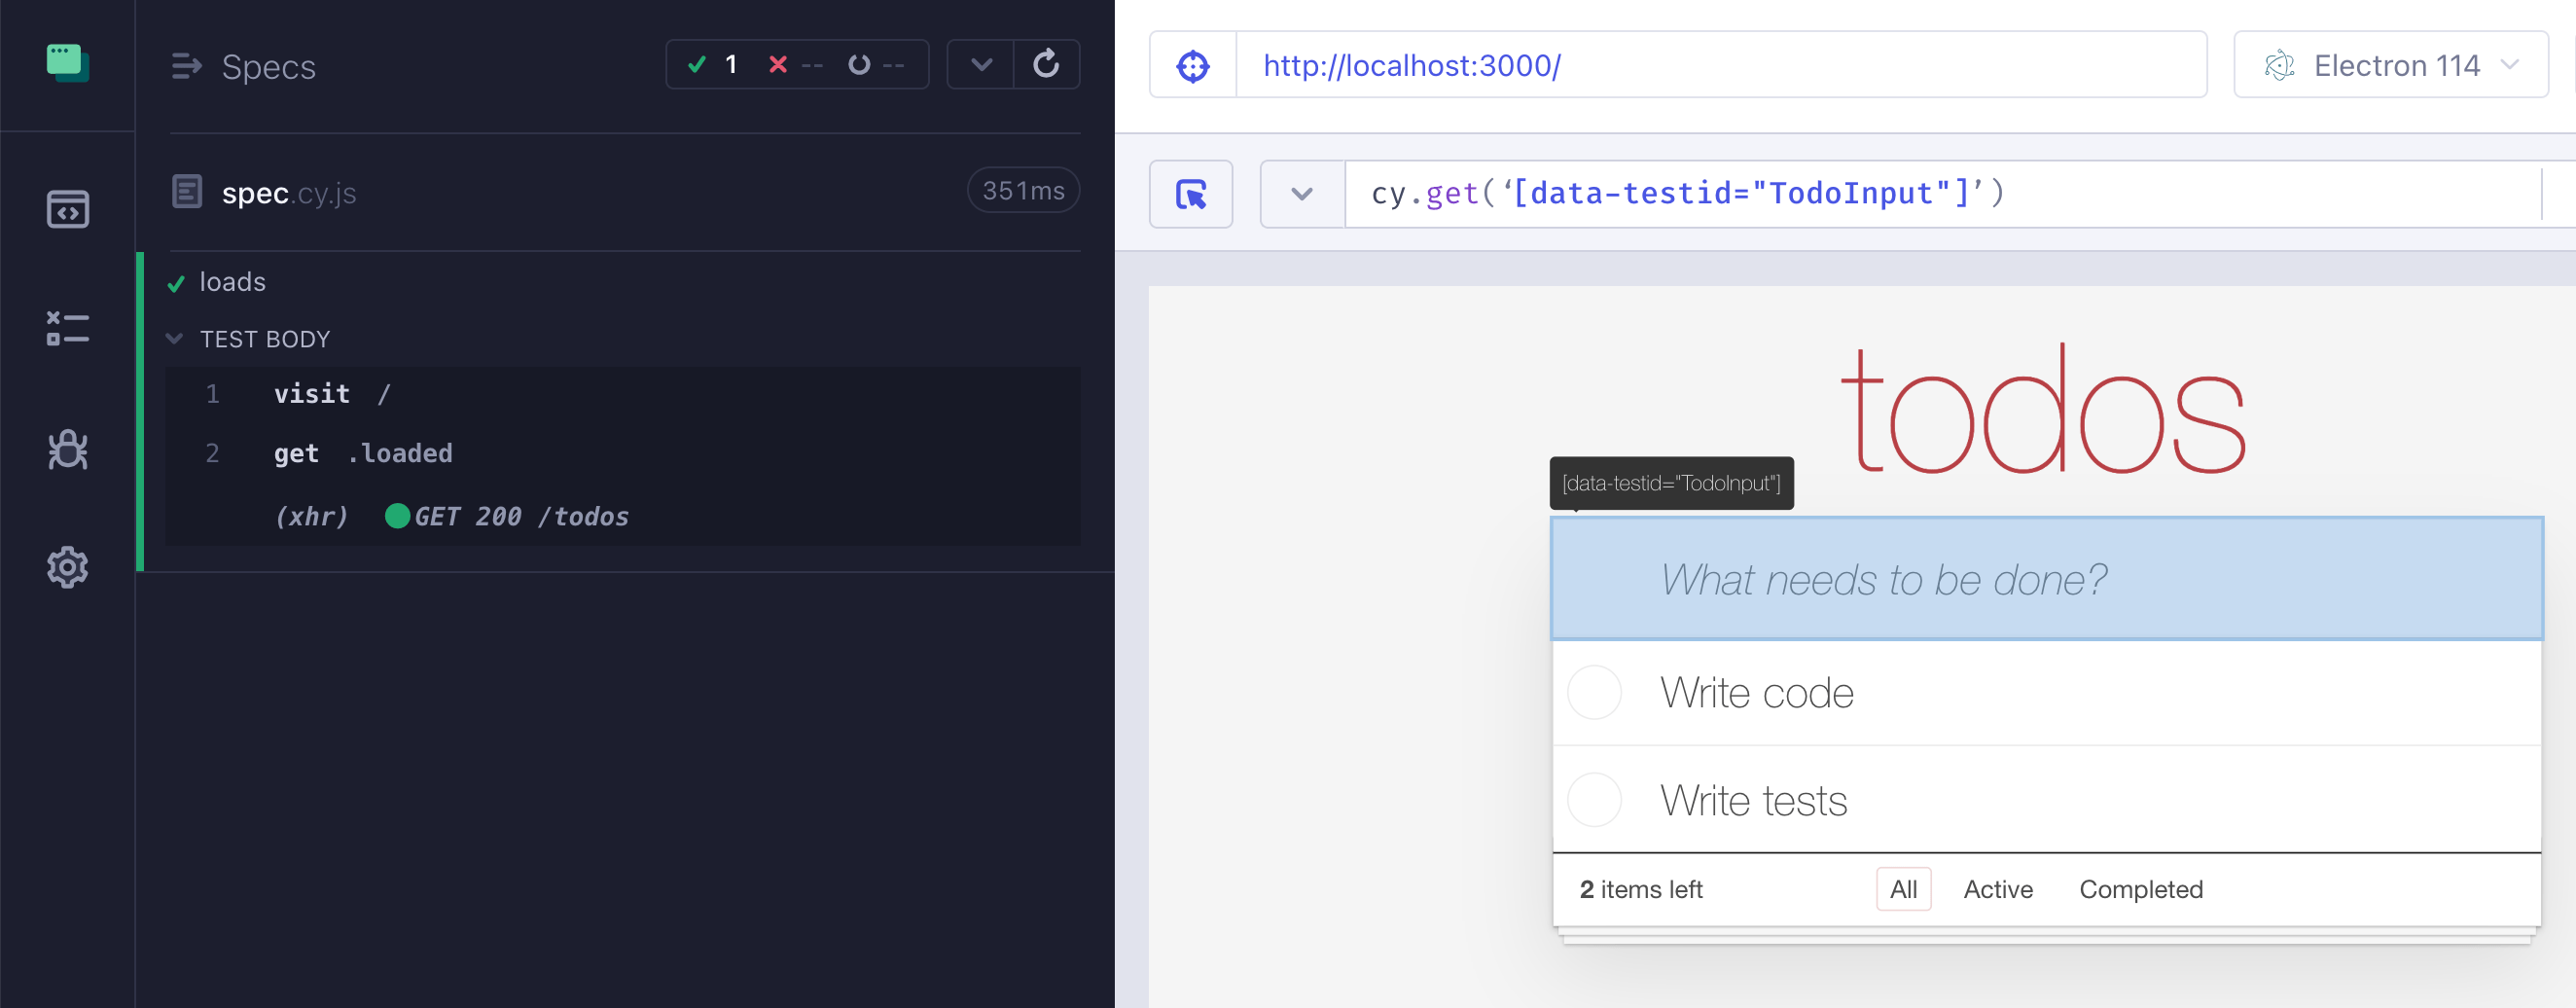 Specs
1 -- --
spec.cy.js
351ms
loads
TEST BODY
1 visit /
2 get .loaded
(xhr) GET 200 /todos
http://localhost:3000/
Electron 114
cy.get(‘[data-testid="TodoInput"]’)
todos
[data-testid="TodoInput"]
What needs to be done?
Write code
Write tests
2 items left
All Active Completed